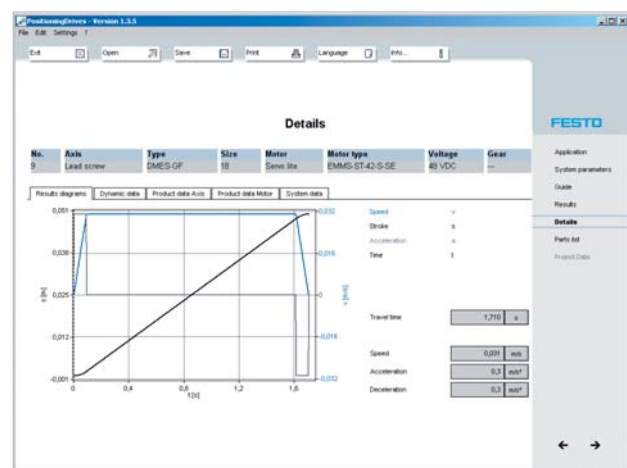 PositioningDrives - Version 1.3.5
File Edit Settings ?
Exit Open Save Print Language Info...
Details
FESTO
No. Axis Type Size Motor Motor type Voltage Gear
9 Lead screw DMES-GF 18 Servo lite EMMS-ST-42-S-SE 48 VDC ---
Results diagrams Dynamic data Product data Axis Product data Motor System data
Application
System parameters
Guide
Results
Details
Parts list
Project Data
0,051
0,038
0,025
0,012
-0,001
s [m]
0 0,4 0,8 1,2 1,6
t [s]
0,032
0,016
0
-0,016
-0,032
v [m/s]
Speed v
Stroke s
Acceleration a
Time t
Travel time 1,710 s
Speed 0,031 m/s
Acceleration 0,3 m/s²
Deceleration 0,3 m/s²